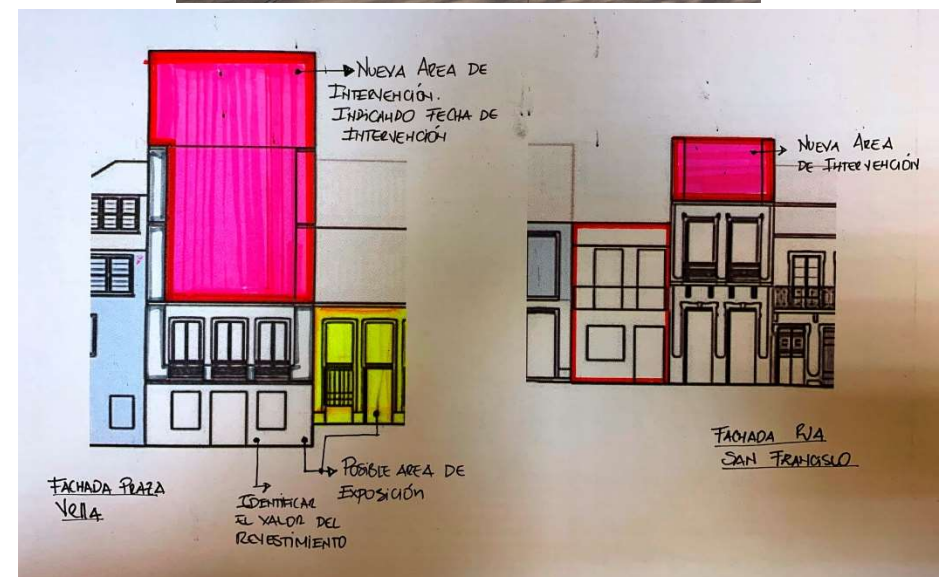 NUEVA AREA DE
INTERVENCIÓN.
INDICANDO FECHA DE
INTERVENCIÓN
NUEVA AREA
DE INTERVENCIÓN
POSIBLE AREA DE
EXPOSICIÓN
IDENTIFICAR
EL VALOR DEL
REVESTIMIENTO
FACHADA PLAZA
VELLA
FACHADA RUA
SAN FRANCISCO